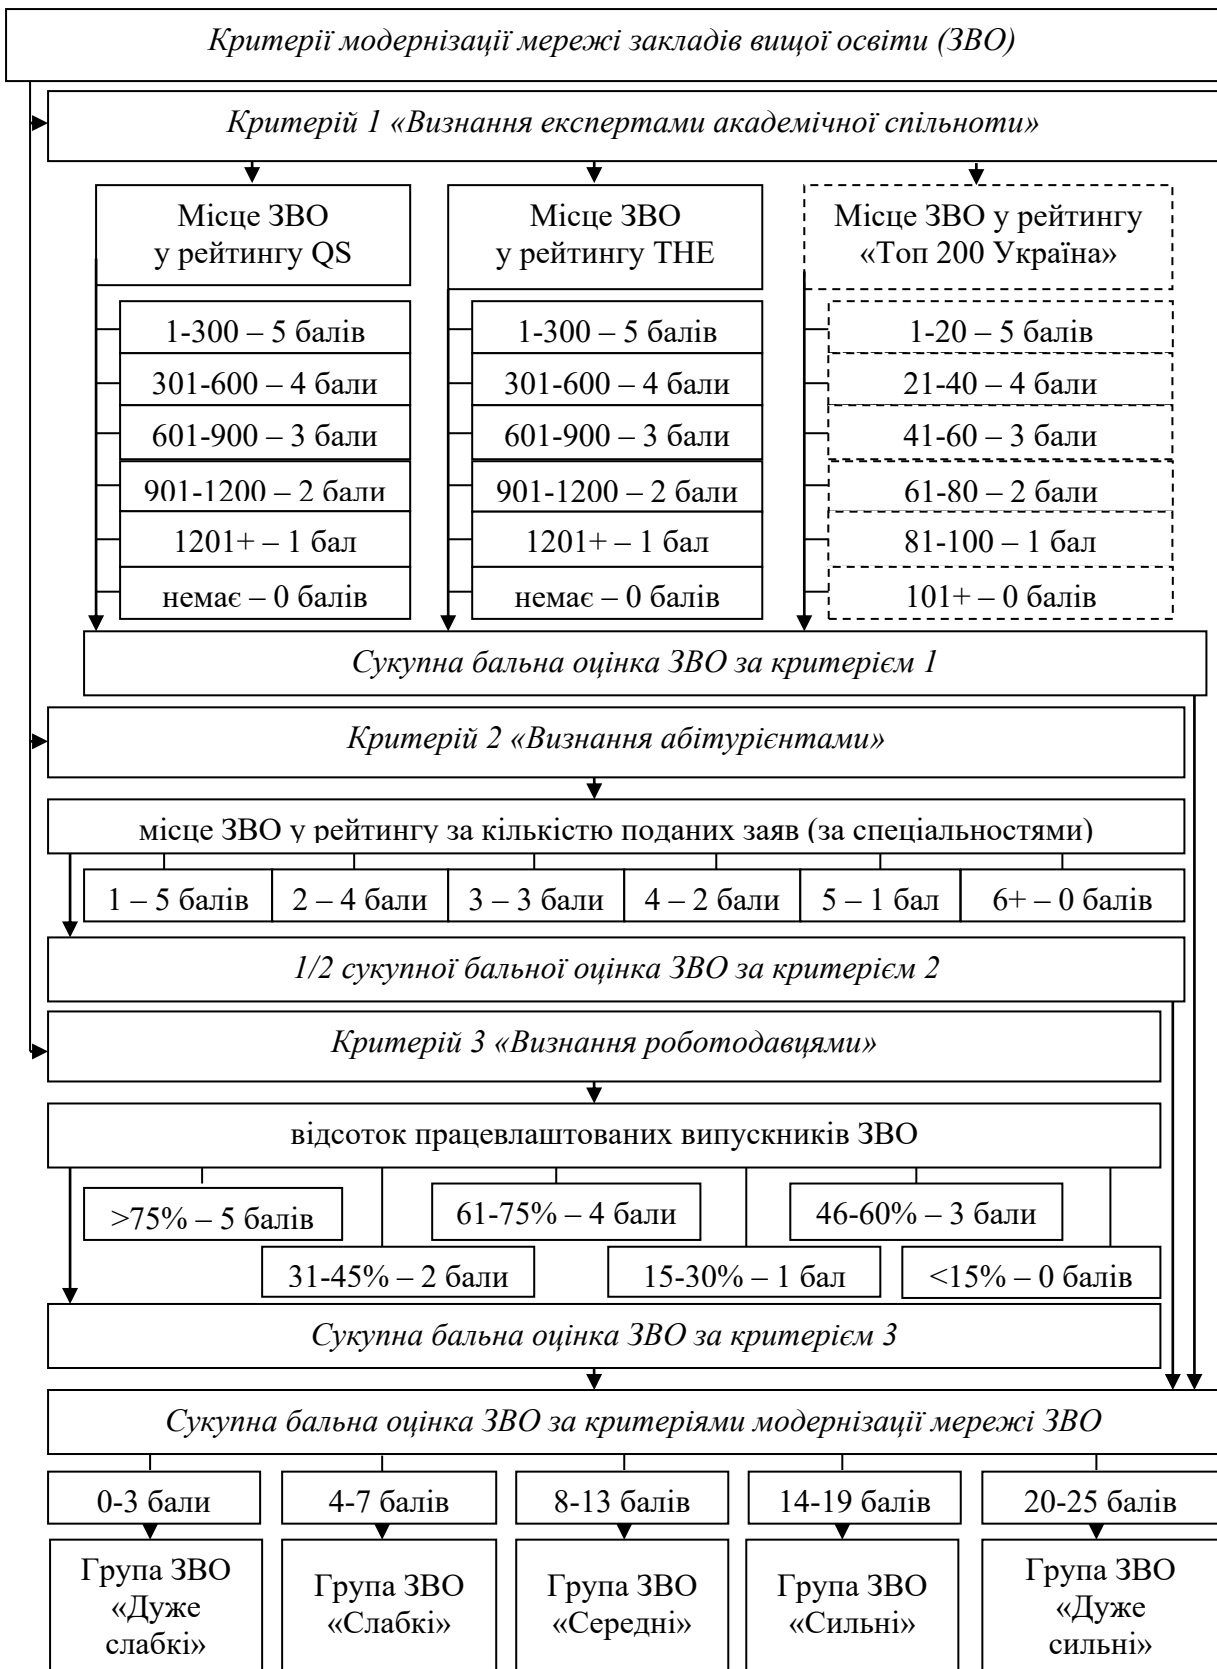 Критерії модернізації мережі закладів вищої освіти (ЗВО)
Критерій 1 «Визнання експертами академічної спільноти»
Місце ЗВО
у рейтингу QS
1-300 – 5 балів
301-600 – 4 бали
601-900 – 3 бали
901-1200 – 2 бали
1201+ – 1 бал
немає – 0 балів
Місце ЗВО
у рейтингу THE
1-300 – 5 балів
301-600 – 4 бали
601-900 – 3 бали
901-1200 – 2 бали
1201+ – 1 бал
немає – 0 балів
Місце ЗВО у рейтингу
«Топ 200 Україна»
1-20 – 5 балів
21-40 – 4 бали
41-60 – 3 бали
61-80 – 2 бали
81-100 – 1 бал
101+ – 0 балів
Сукупна бальна оцінка ЗВО за критерієм 1
Критерій 2 «Визнання абітурієнтами»
місце ЗВО у рейтингу за кількістю поданих заяв (за спеціальностями)
1 – 5 балів
2 – 4 бали
3 – 3 бали
4 – 2 бали
5 – 1 бал
6+ – 0 балів
1/2 сукупної бальної оцінка ЗВО за критерієм 2
Критерій 3 «Визнання роботодавцями»
відсоток працевлаштованих випускників ЗВО
>75% – 5 балів
61-75% – 4 бали
46-60% – 3 бали
31-45% – 2 бали
15-30% – 1 бал
<15% – 0 балів
Сукупна бальна оцінка ЗВО за критерієм 3
Сукупна бальна оцінка ЗВО за критеріями модернізації мережі ЗВО
0-3 бали
4-7 балів
8-13 балів
14-19 балів
20-25 балів
Група ЗВО
«Дуже
слабкі»
Група ЗВО
«Слабкі»
Група ЗВО
«Середні»
Група ЗВО
«Сильні»
Група ЗВО
«Дуже
сильні»